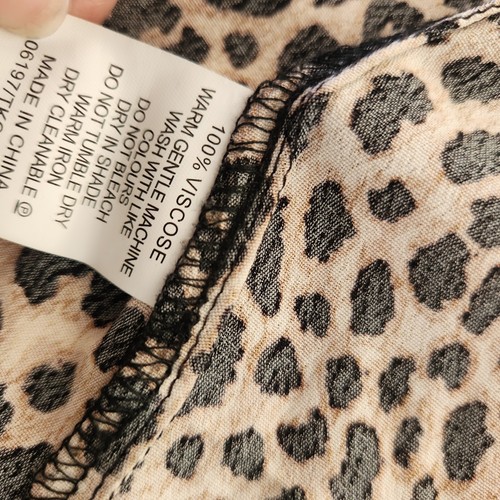 100% VISCOSE
WARM GENTLE MACHINE
WASH WITH LIKE
COLOURS
DO NOT BLEACH
DRY IN SHADE
DO NOT TUMBLE DRY
WARM IRON
DRY CLEANABLE Ⓟ
MADE IN CHINA
06197/TKC